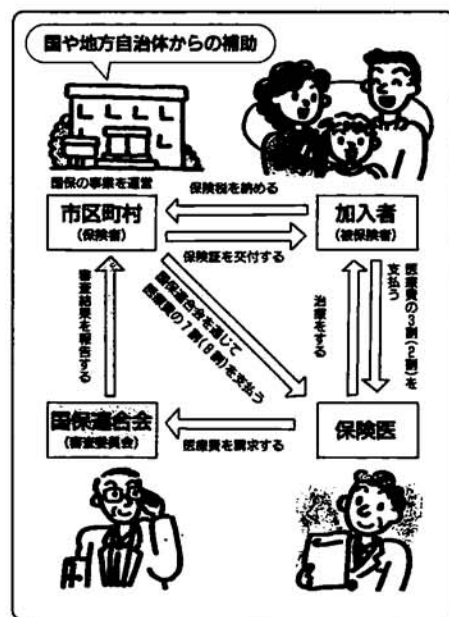 国や地方自治体からの補助
国保の事業を運営
保険税を納める
市区町村
(保険者)
加入者
(被保険者)
保険証を交付する
審査結果を報告する
国保連合会を通じて
医療費の7割(8割)を支払う
治療をする
医療費の3割(2割)を
支払う
国保連合会
(審査委員会)
保険医
医療費を請求する